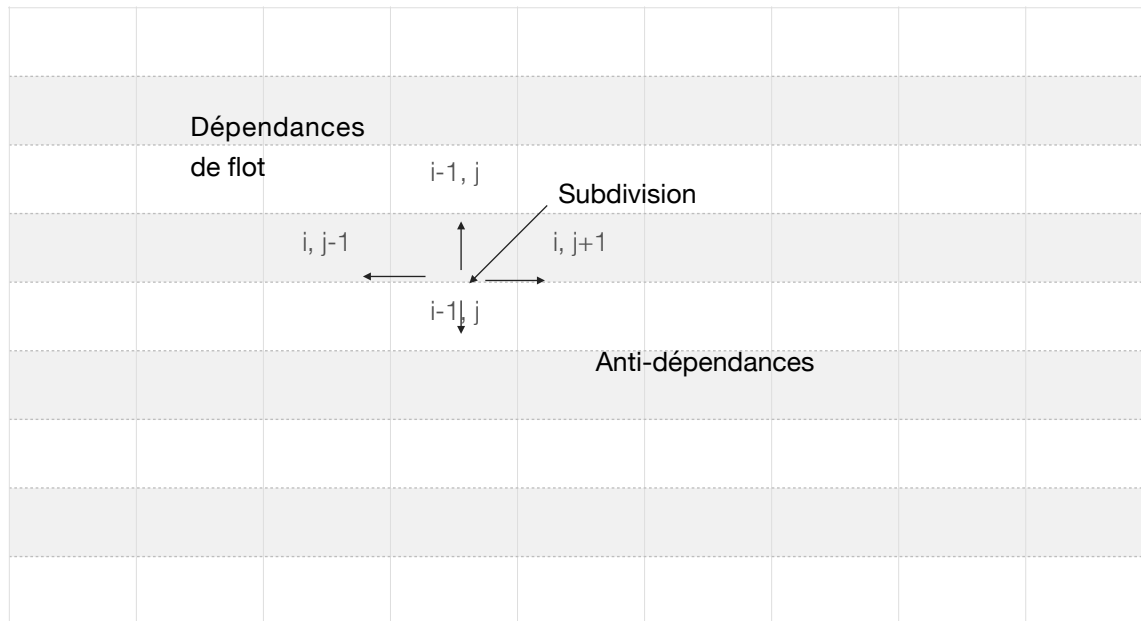 Dépendances
de flot
i-1, j
Subdivision
i, j-1
i, j+1
i-1, j
Anti-dépendances